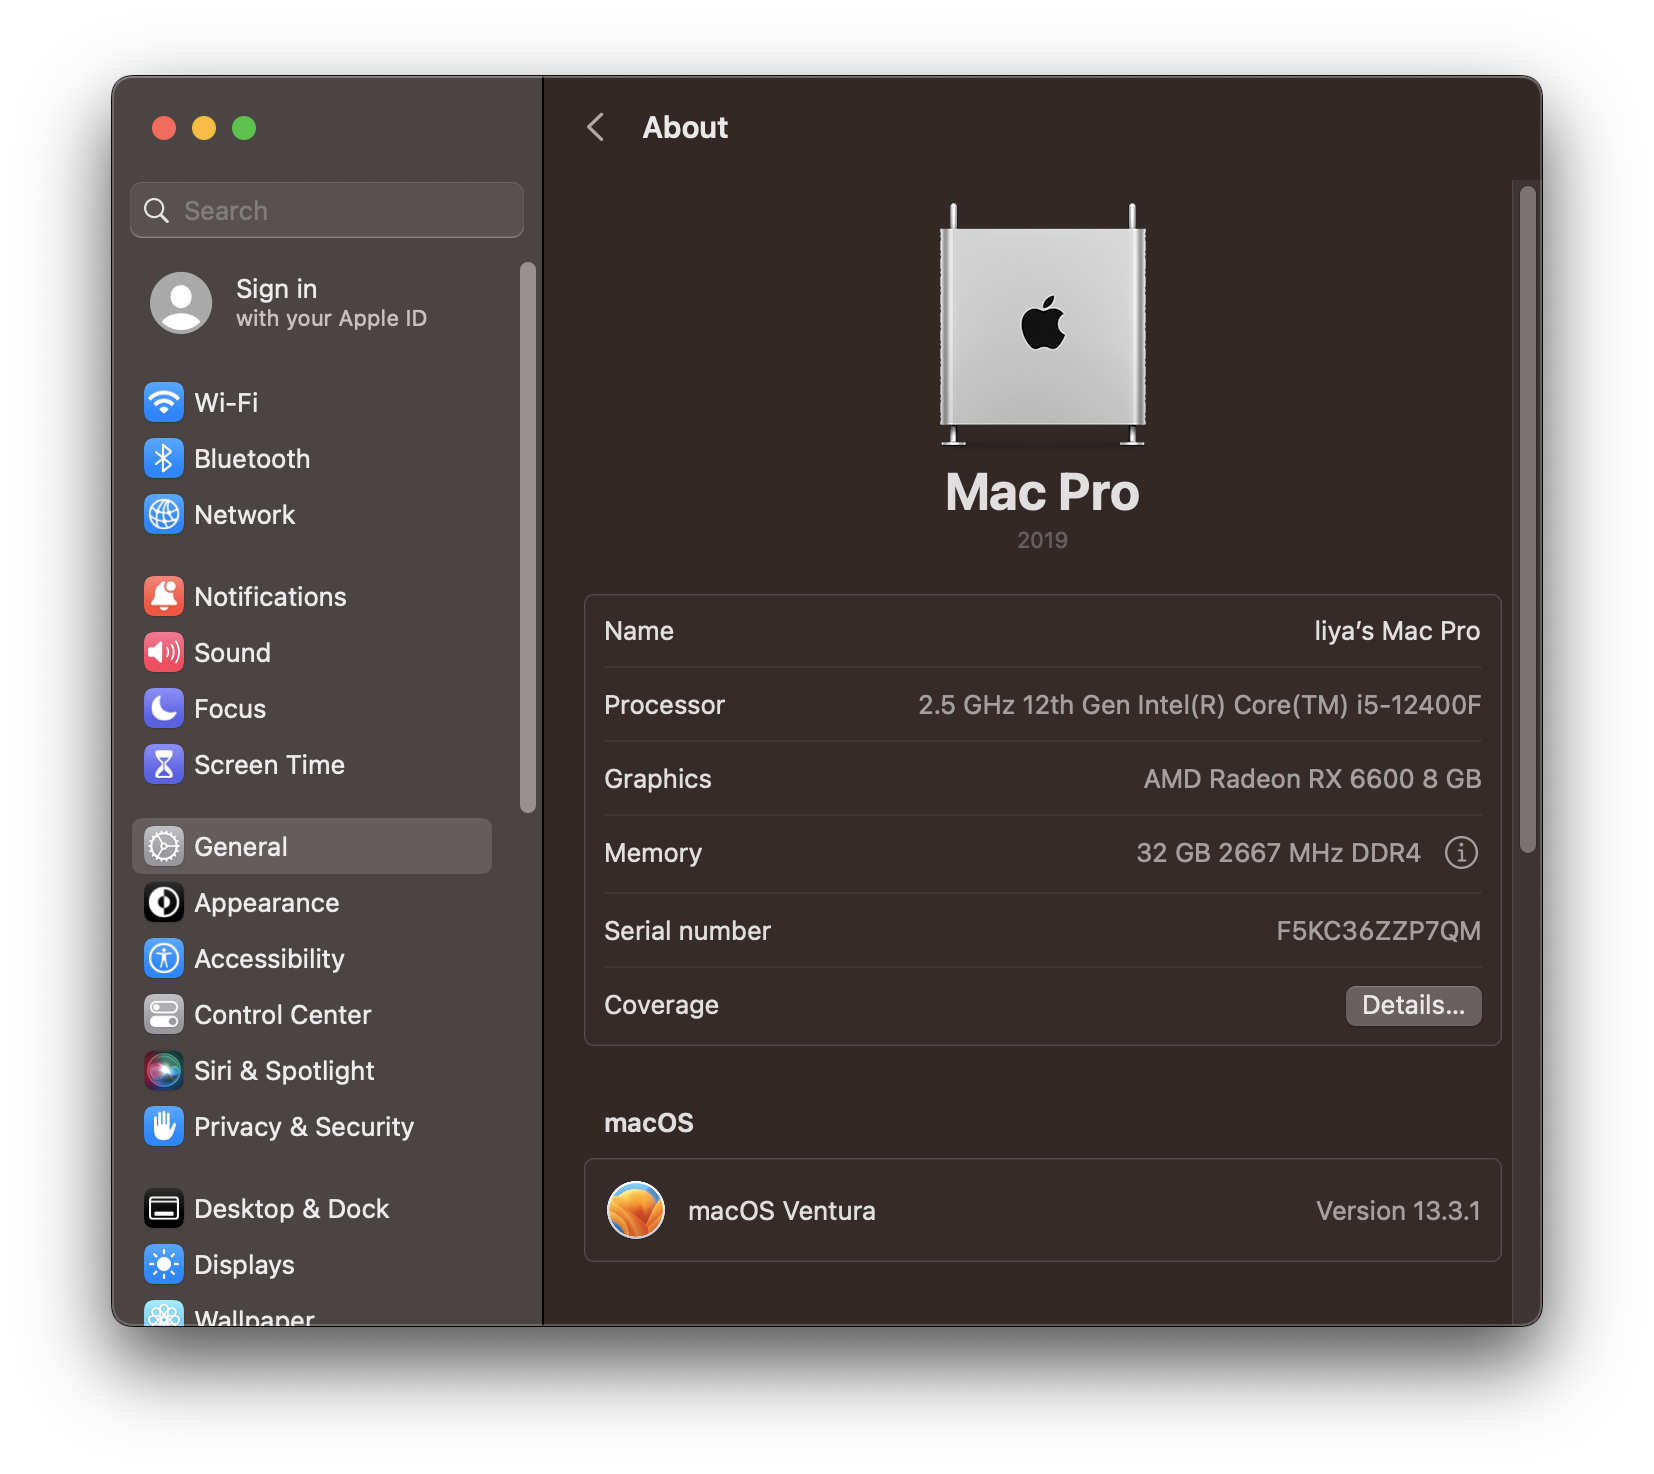 Search
Sign in
with your Apple ID
Wi-Fi
Bluetooth
Network
Notifications
Sound
Focus
Screen Time
General
Appearance
Accessibility
Control Center
Siri & Spotlight
Privacy & Security
Desktop & Dock
Displays
Wallpaper
About
Mac Pro
2019
Name liya’s Mac Pro
Processor 2.5 GHz 12th Gen Intel(R) Core(TM) i5-12400F
Graphics AMD Radeon RX 6600 8 GB
Memory 32 GB 2667 MHz DDR4
Serial number F5KC36ZZP7QM
Coverage Details...
macOS
macOS Ventura Version 13.3.1